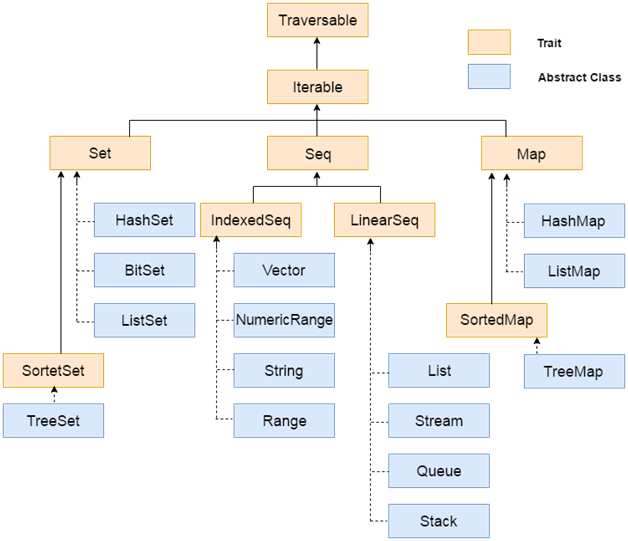 Traversable
Trait
Iterable
Abstract Class
Set
Seq
Map
HashSet
IndexedSeq
LinearSeq
HashMap
BitSet
Vector
ListMap
ListSet
NumericRange
SortedMap
SortetSet
String
List
TreeMap
TreeSet
Range
Stream
Queue
Stack